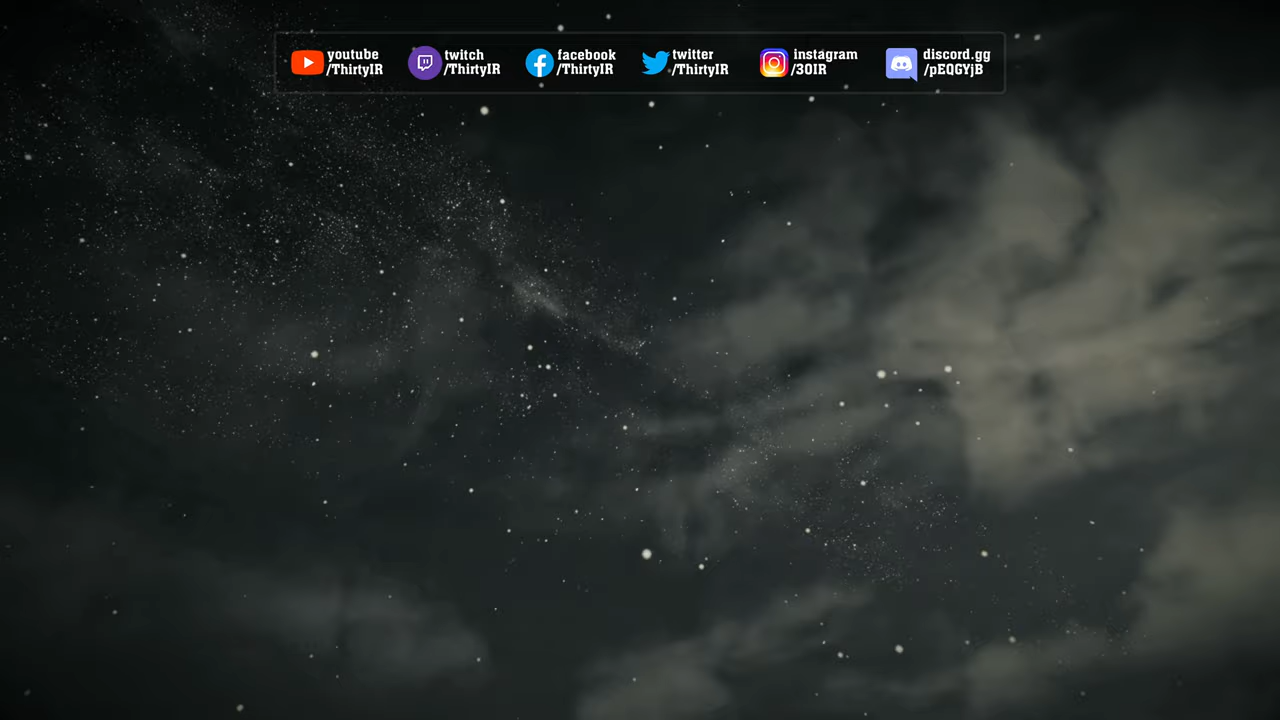 youtube
/ThirtyIR
twitch
/ThirtyIR
facebook
/ThirtyIR
twitter
/ThirtyIR
instagram
/30IR
discord.gg
/pEQGYjB